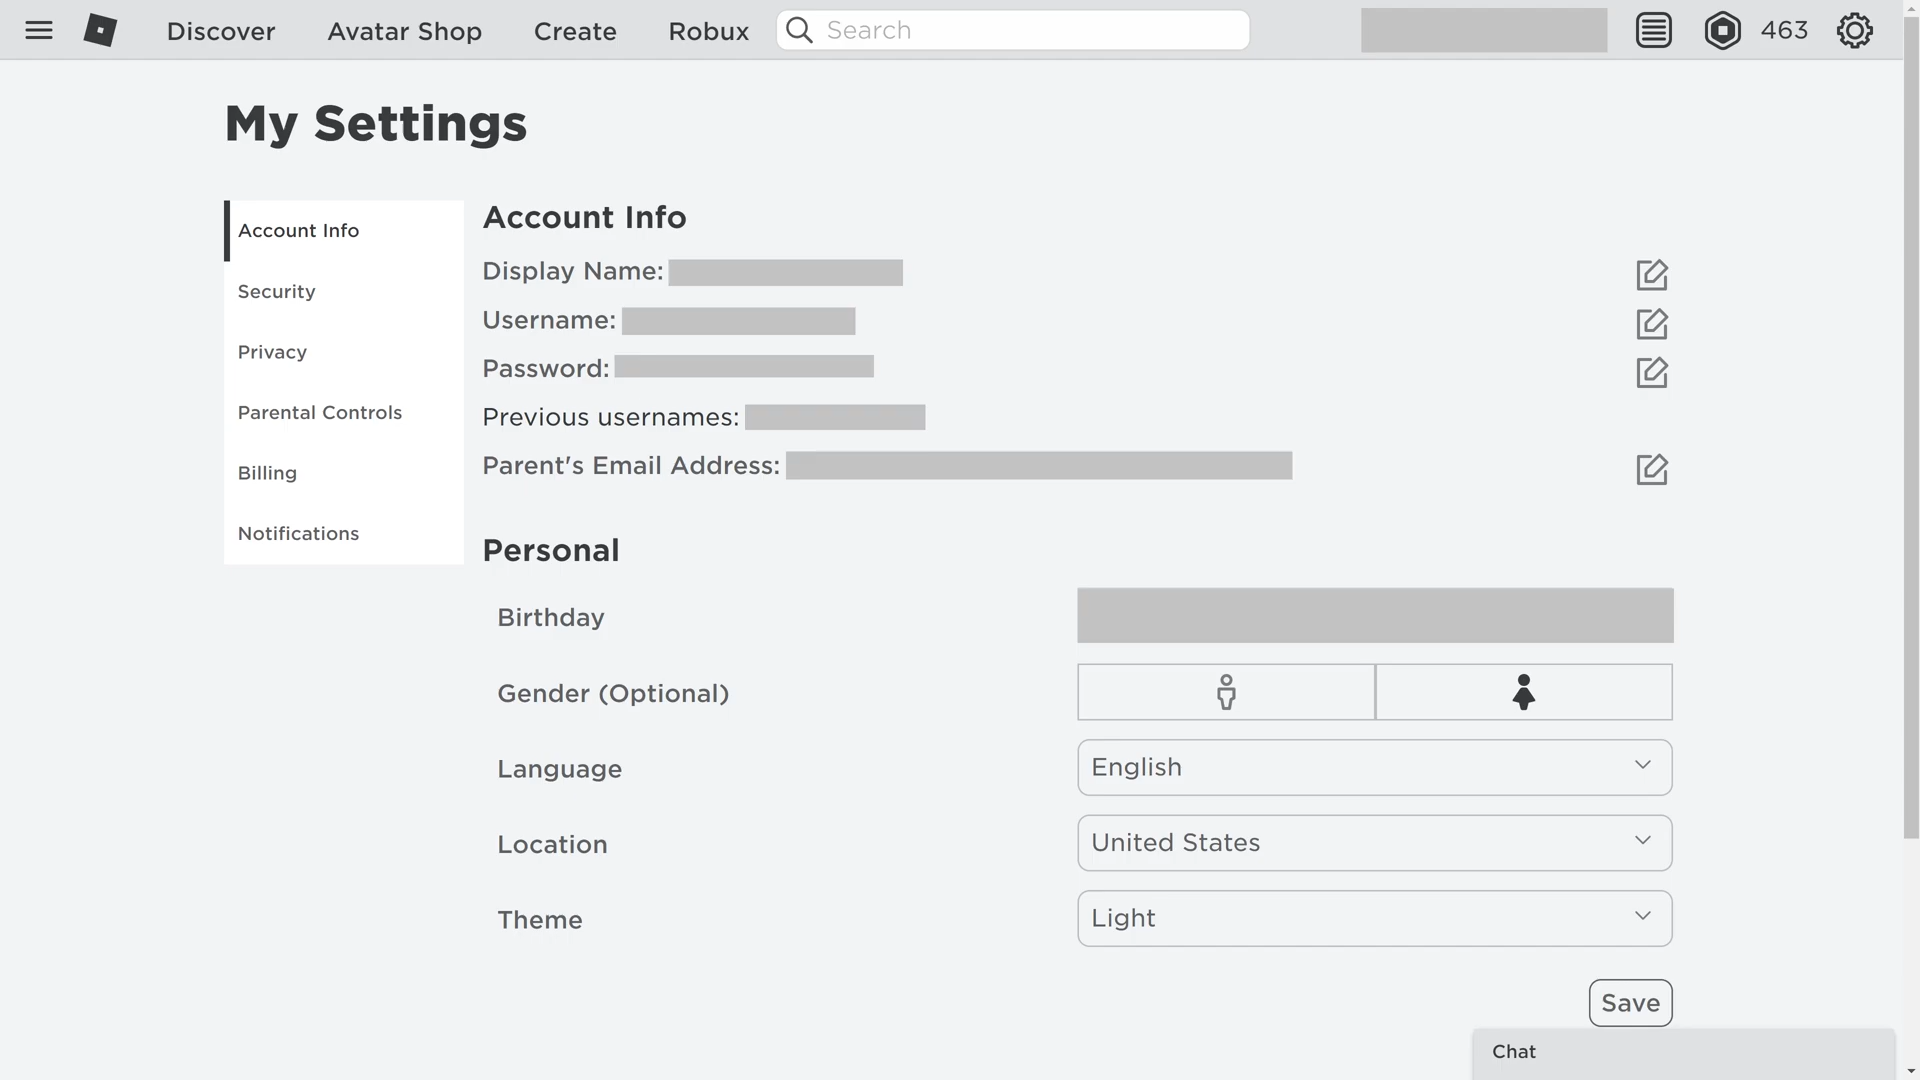 Discover
Avatar Shop
Create
Robux
Search
463
My Settings
Account Info
Security
Privacy
Parental Controls
Billing
Notifications
Account Info
Display Name:
Username:
Password:
Previous usernames:
Parent's Email Address:
Personal
Birthday
Gender (Optional)
Language
English
Location
United States
Theme
Light
Save
Chat